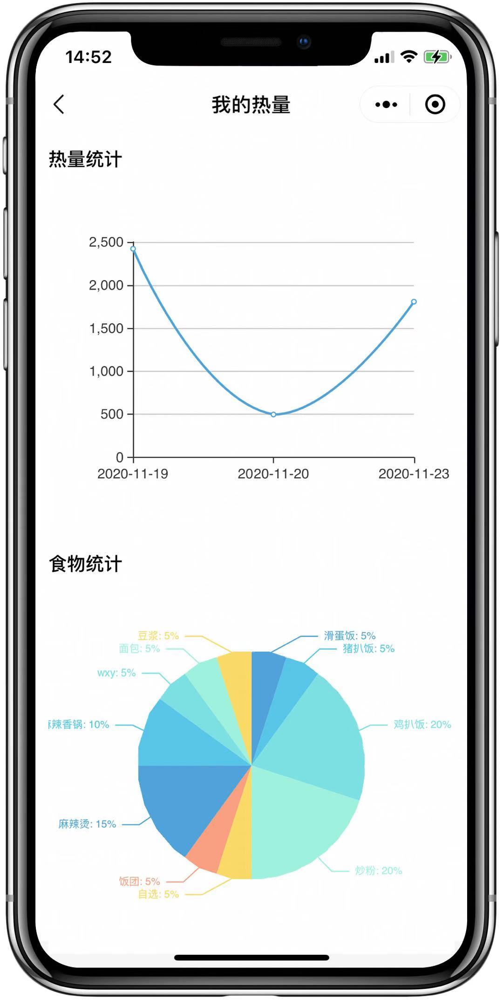 14:52
我的热量
热量统计
2,500
2,000
1,500
1,000
500
0
2020-11-19 2020-11-20 2020-11-23
食物统计
豆浆: 5% 滑蛋饭: 5%
面包: 5% 猪扒饭: 5%
wxy: 5%
麻辣香锅: 10% 鸡扒饭: 20%
麻辣烫: 15%
炒粉: 20%
饭团: 5%
自选: 5%